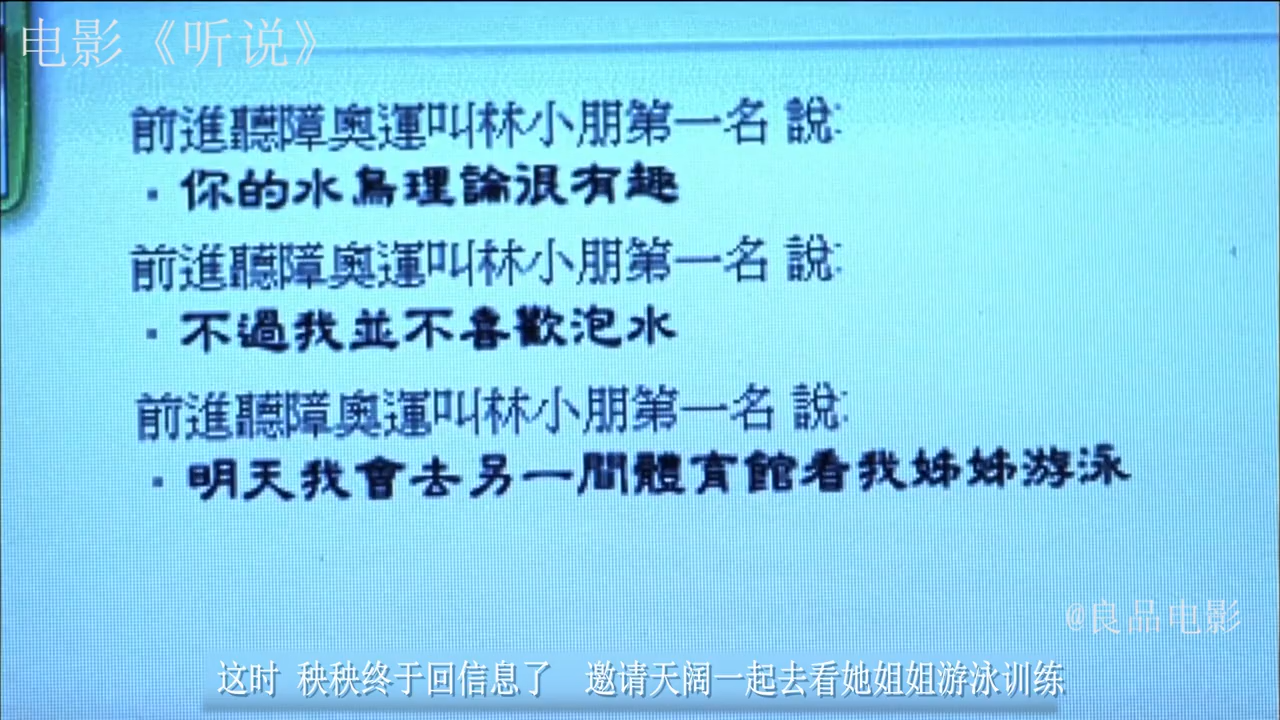 电影《听说》
前進聽障奧運叫林小朋第一名 說:
· 你的水鳥理論很有趣
前進聽障奧運叫林小朋第一名 說:
· 不過我並不喜歡泡水
前進聽障奧運叫林小朋第一名 說:
· 明天我會去另一間體育館看我姊姊游泳
@良品电影
这时 秧秧终于回信息了 邀请天阔一起去看她姐姐游泳训练